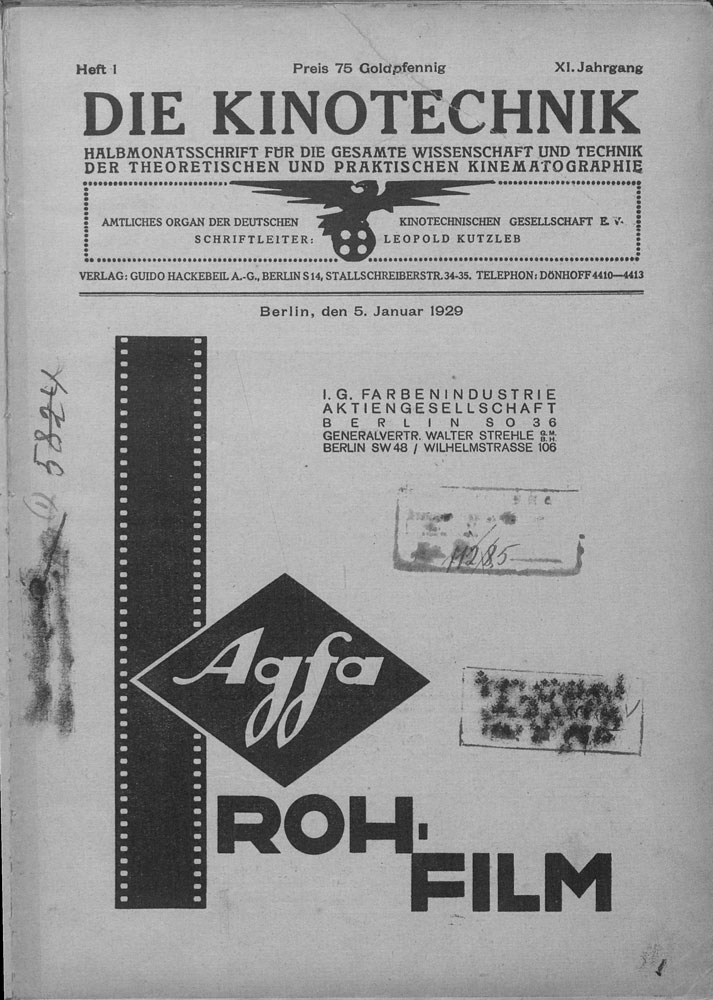 Heft 1 Preis 75 Goldpfennig XI. Jahrgang
DIE KINOTECHNIK
HALBMONATSSCHRIFT FÜR DIE GESAMTE WISSENSCHAFT UND TECHNIK
DER THEORETISCHEN UND PRAKTISCHEN KINEMATOGRAPHIE
AMTLICHES ORGAN DER DEUTSCHEN KINOTECHNISCHEN GESELLSCHAFT E. V.
SCHRIFTLEITER: LEOPOLD KUTZLEB
VERLAG: GUIDO HACKEBEIL A.-G., BERLIN S 14, STALLSCHREIBERSTR. 34-35. TELEPHON: DÖNHOFF 4410—4413
Berlin, den 5. Januar 1929
I. G. FARBENINDUSTRIE
AKTIENGESELLSCHAFT
BERLIN SO 36
GENERALVERTR. WALTER STREHLE G.M.B.H.
BERLIN SW 48 / WILHELMSTRASSE 106
5824
11285
Agfa
ROH-
FILM